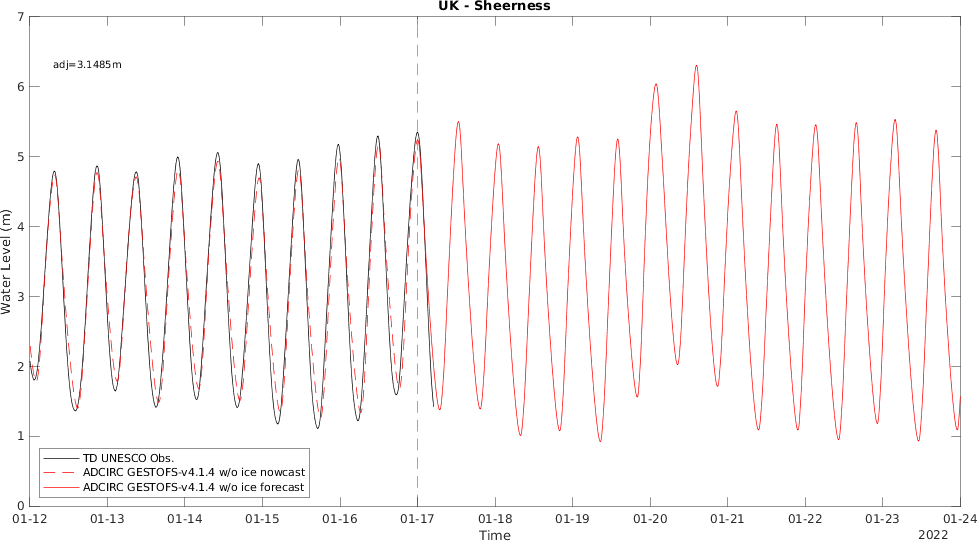 UK - Sheerness
7
adj=3.1485m
6
5
4
Water Level (m)
3
2
1
TD UNESCO Obs.
ADCIRC GESTOFS-v4.1.4 w/o ice nowcast
ADCIRC GESTOFS-v4.1.4 w/o ice forecast
0
01-12 01-13 01-14 01-15 01-16 01-17 01-18 01-19 01-20 01-21 01-22 01-23 01-24
Time
2022